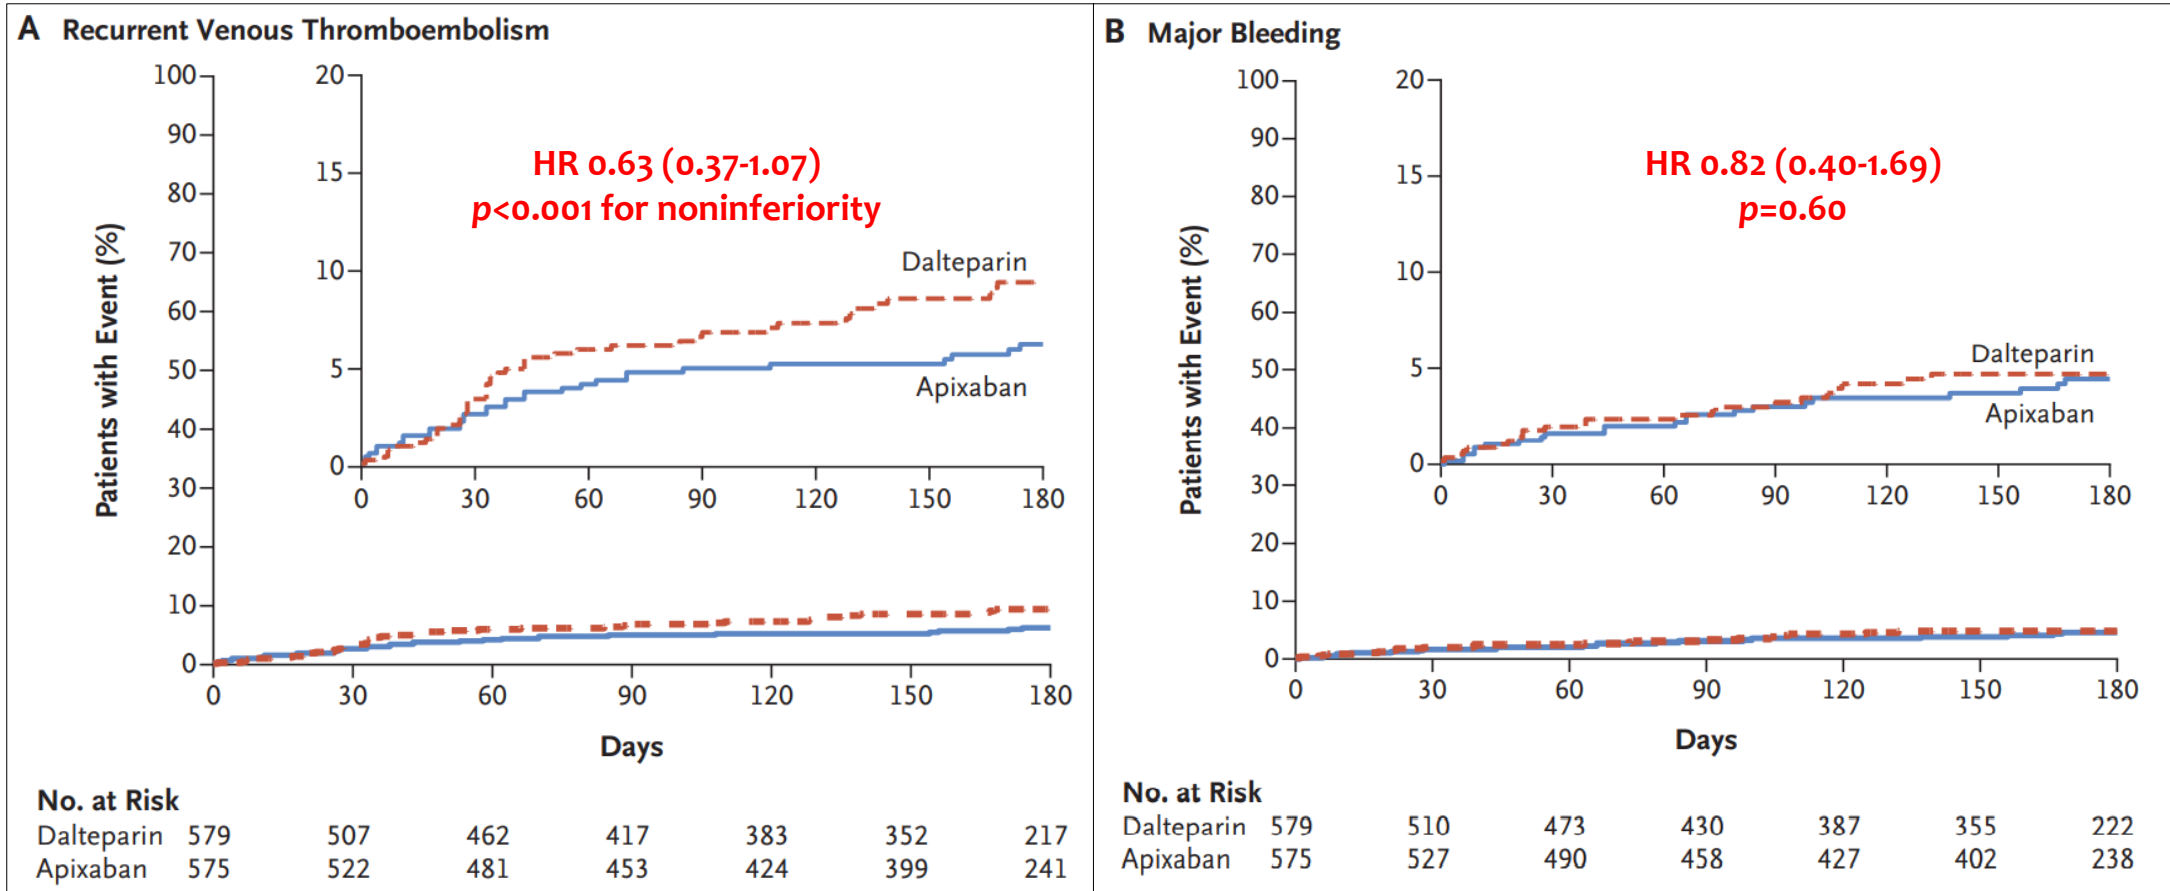 A Recurrent Venous Thromboembolism
Patients with Event (%)
100
90
80
70
60
50
40
30
20
10
0
0 30 60 90 120 150 180
Days
20
15
10
5
0
0 30 60 90 120 150 180
HR 0.63 (0.37-1.07)
p<0.001 for noninferiority
Dalteparin
Apixaban
No. at Risk
Dalteparin 579 507 462 417 383 352 217
Apixaban 575 522 481 453 424 399 241
B Major Bleeding
Patients with Event (%)
100
90
80
70
60
50
40
30
20
10
0
0 30 60 90 120 150 180
Days
20
15
10
5
0
0 30 60 90 120 150 180
HR 0.82 (0.40-1.69)
p=0.60
Dalteparin
Apixaban
No. at Risk
Dalteparin 579 510 473 430 387 355 222
Apixaban 575 527 490 458 427 402 238